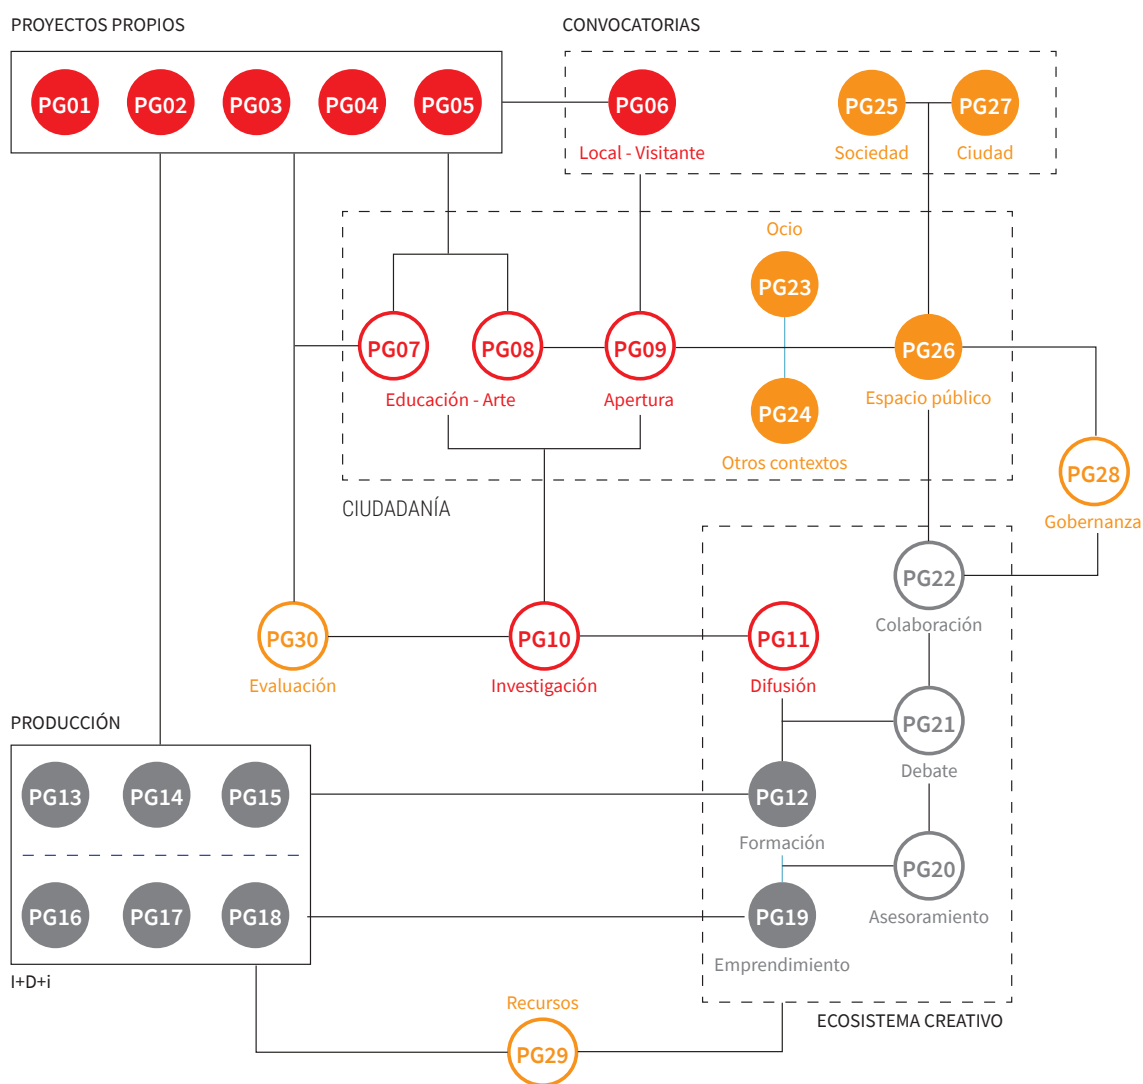 PROYECTOS PROPIOS
CONVOCATORIAS
PG01
PG02
PG03
PG04
PG05
PG06
PG25
PG27
Local - Visitante
Sociedad
Ciudad
Ocio
PG23
PG07
PG08
PG09
PG26
Educación - Arte
Apertura
Espacio público
PG24
Otros contextos
PG28
Gobernanza
CIUDADANÍA
PG22
Colaboración
PG30
PG10
PG11
Evaluación
Investigación
Difusión
PRODUCCIÓN
PG21
Debate
PG13
PG14
PG15
PG12
Formación
PG20
Asesoramiento
PG16
PG17
PG18
PG19
Emprendimiento
I+D+i
Recursos
ECOSISTEMA CREATIVO
PG29